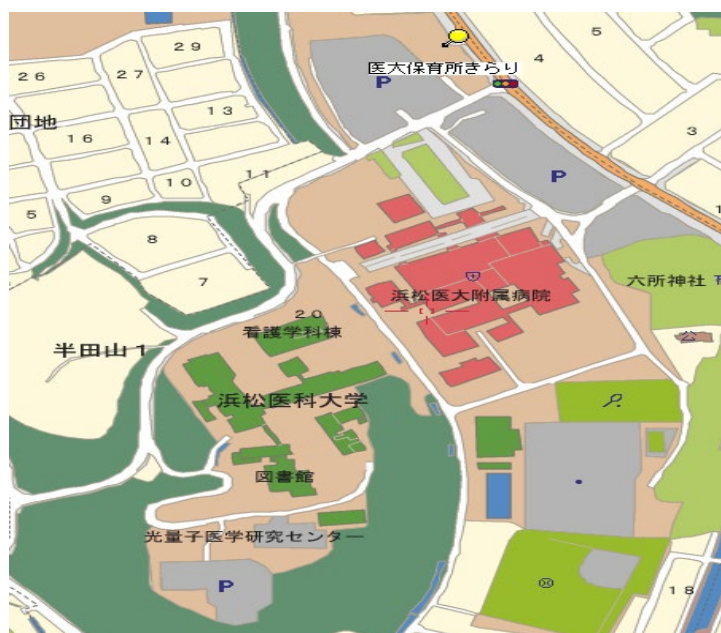 29
5
26
27
4
医大保育所きらり
P
団地
13
16
14
3
11
P
10
9
5
8
六所神社
7
浜松医大附属病院
20
看護学科棟
公
半田山1
浜松医科大学
図書館
光量子医学研究センター
P
18